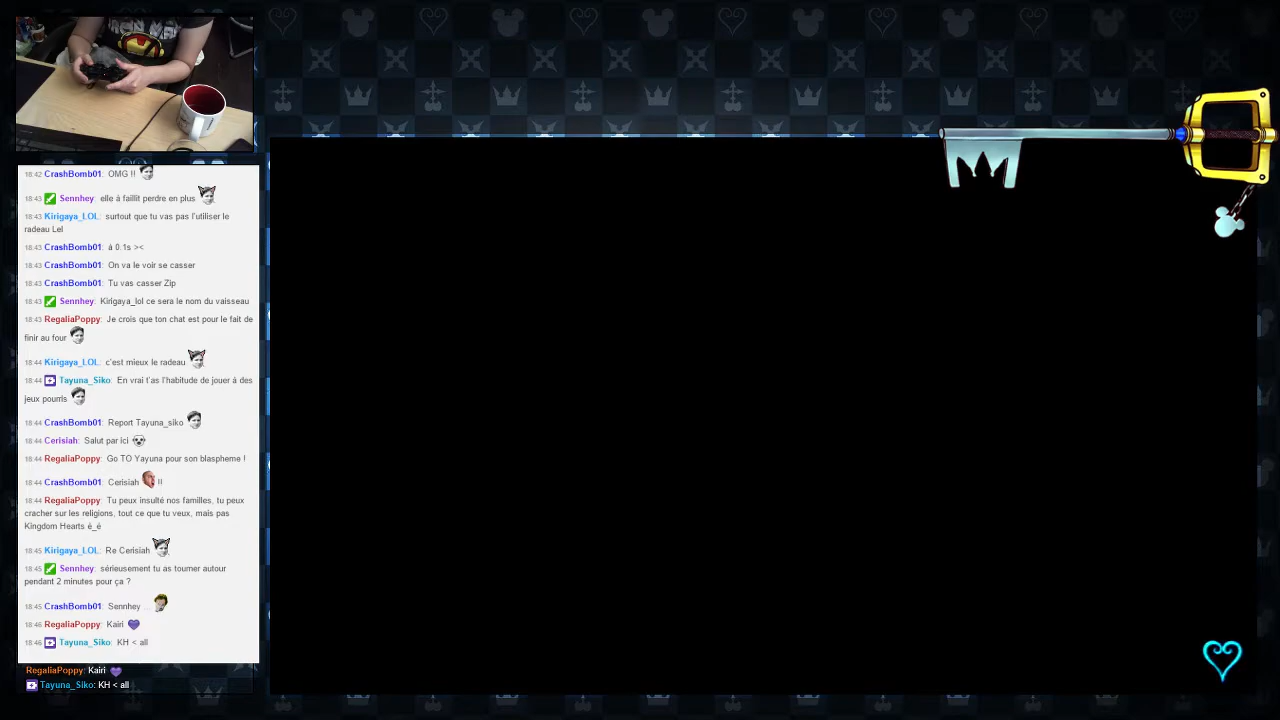 18:42 CrashBomb01: OMG !!
18:43 Sennhey: elle à faillit perdre en plus
18:43 Kirigaya_LOL: surtout que tu vas pas l'utiliser le
radeau Lel
18:43 CrashBomb01: à 0.1s ><
18:43 CrashBomb01: On va le voir se casser
18:43 CrashBomb01: Tu vas casser Zip
18:43 Sennhey: Kirigaya_lol ce sera le nom du vaisseau
18:43 RegaliaPoppy: Je crois que ton chat est pour le fait de
finir au four
18:44 Kirigaya_LOL: c'est mieux le radeau
18:44 Tayuna_Siko: En vrai t'as l'habitude de jouer à des
jeux pourris
18:44 CrashBomb01: Report Tayuna_siko
18:44 Cerisiah: Salut par ici
18:44 RegaliaPoppy: Go TO Yayuna pour son blaspheme !
18:44 CrashBomb01: Cerisiah !!
18:44 RegaliaPoppy: Tu peux insulté nos familles, tu peux
cracher sur les religions, tout ce que tu veux, mais pas
Kingdom Hearts è_é
18:45 Kirigaya_LOL: Re Cerisiah
18:45 Sennhey: sérieusement tu as tourner autour
pendant 2 minutes pour ça ?
18:45 CrashBomb01: Sennhey ...
18:46 RegaliaPoppy: Kairi
18:46 Tayuna_Siko: KH < all
RegaliaPoppy: Kairi
Tayuna_Siko: KH < all